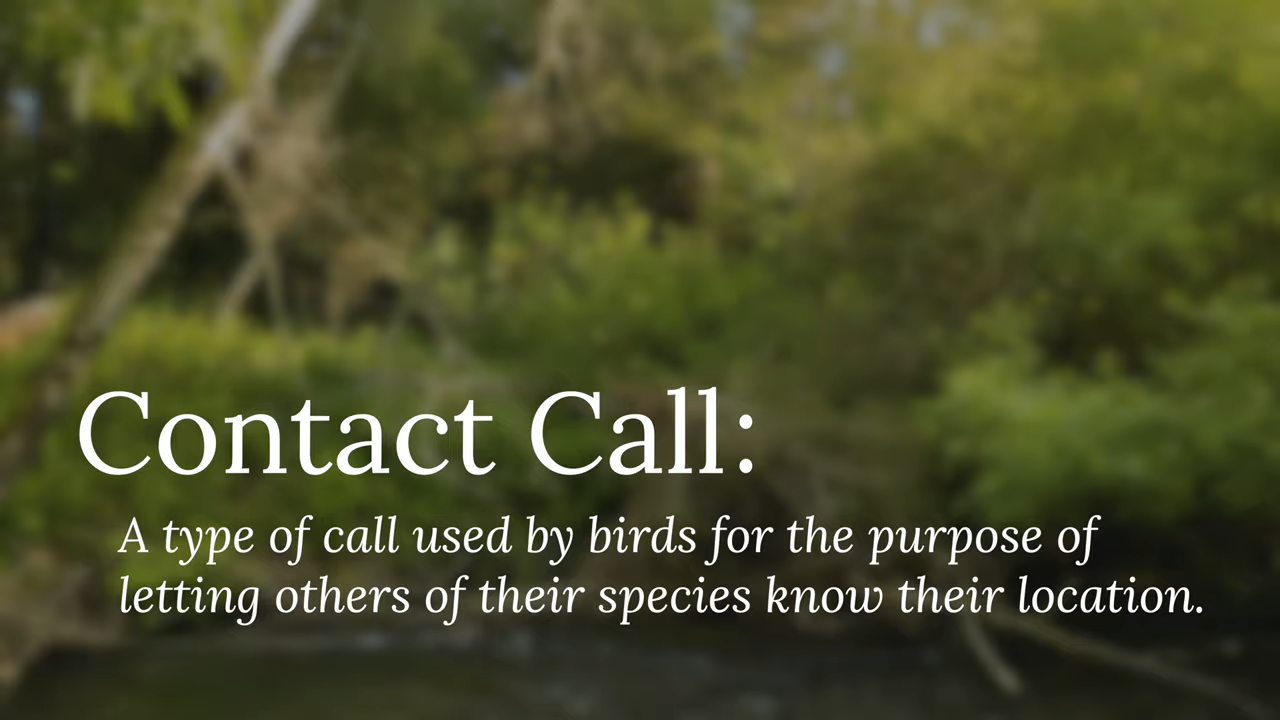 Contact Call:
A type of call used by birds for the purpose of
letting others of their species know their location.